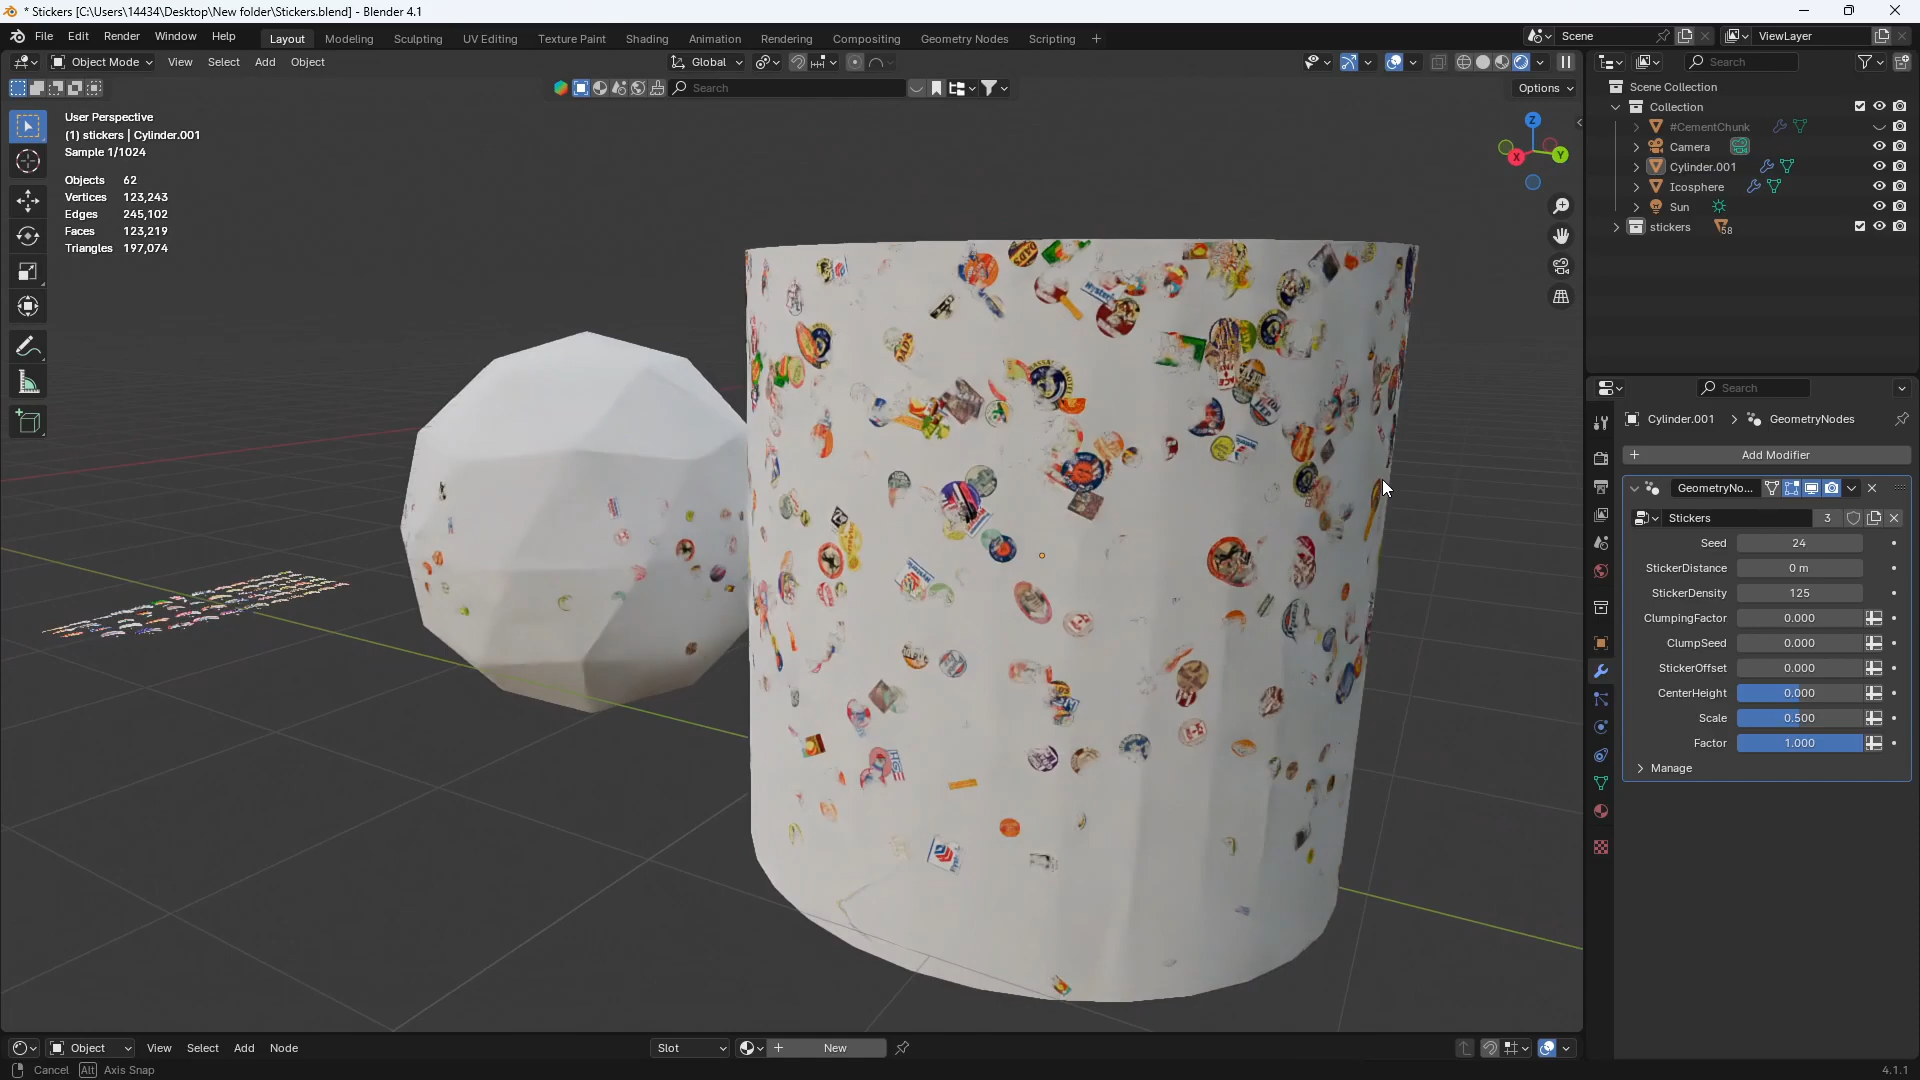 * Stickers [C:\Users\14434\Desktop\New folder\Stickers.blend] - Blender 4.1
File Edit Render Window Help
Layout Modeling Sculpting UV Editing Texture Paint Shading Animation Rendering Compositing Geometry Nodes Scripting +
Scene
ViewLayer
Object Mode View Select Add Object
Global
Search
Search
Options
User Perspective
(1) stickers | Cylinder.001
Sample 1/1024
Objects 62
Vertices 123,243
Edges 245,102
Faces 123,219
Triangles 197,074
Z
X
Y
Scene Collection
Collection
#CementChunk
Camera
Cylinder.001
Icosphere
Sun
stickers 58
Search
Cylinder.001 > GeometryNodes
+ Add Modifier
GeometryNo...
Stickers 3
Seed 24
StickerDistance 0 m
StickerDensity 125
ClumpingFactor 0.000
ClumpSeed 0.000
StickerOffset 0.000
CenterHeight 0.000
Scale 0.500
Factor 1.000
Manage
Object View Select Add Node
Slot
+ New
Cancel Alt Axis Snap
4.1.1